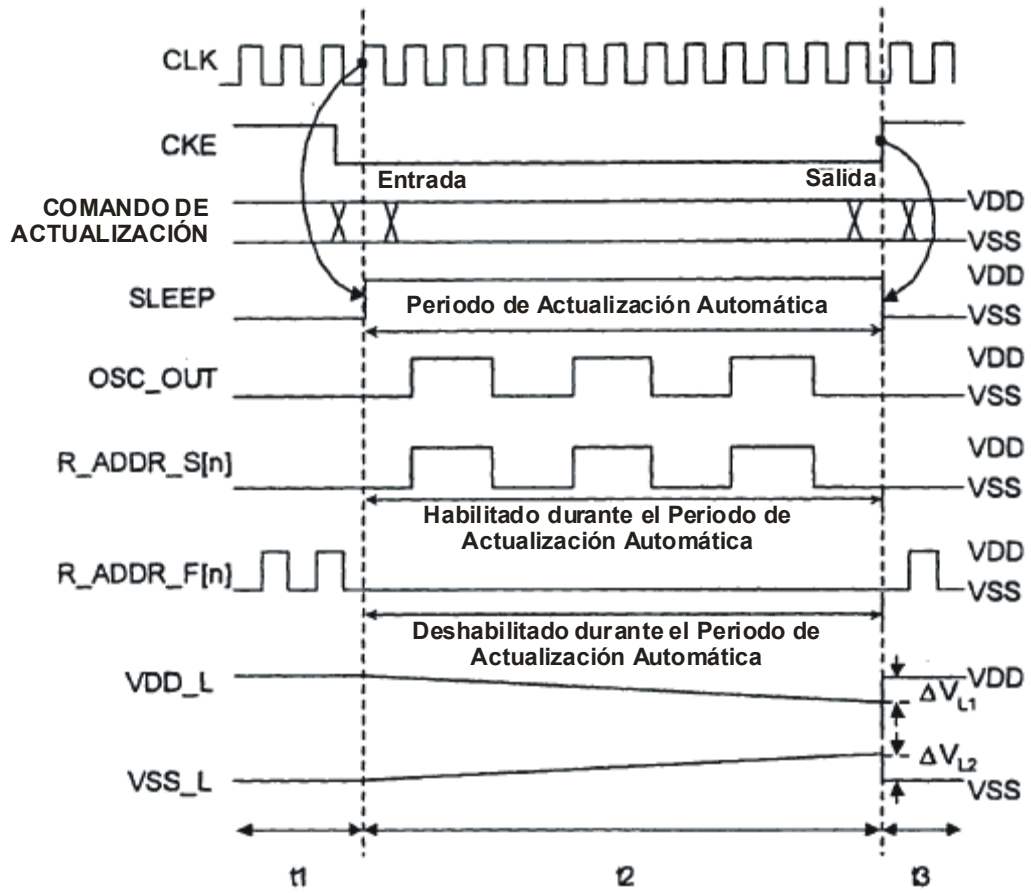 CLK
CKE
Entrada
Salida
COMANDO DE
ACTUALIZACIÓN
VDD
VSS
SLEEP
Periodo de Actualización Automática
VDD
VSS
OSC_OUT
VDD
VSS
R_ADDR_S[n]
VDD
VSS
Habilitado durante el Periodo de
Actualización Automática
R_ADDR_F[n]
VDD
VSS
Deshabilitado durante el Periodo de
Actualización Automática
VDD_L
VDD
ΔVL1
ΔVL2
VSS_L
VSS
t1
t2
t3